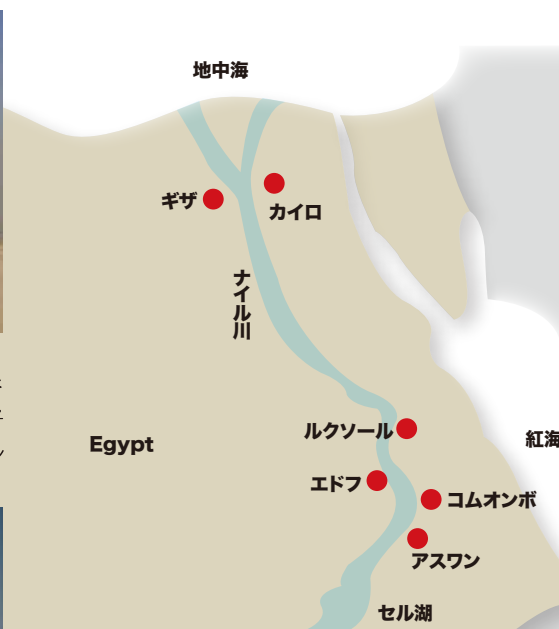 地中海
ギザ
カイロ
ナイル川
ルクソール
Egypt
紅海
エドフ
コムオンボ
アスワン
セル湖